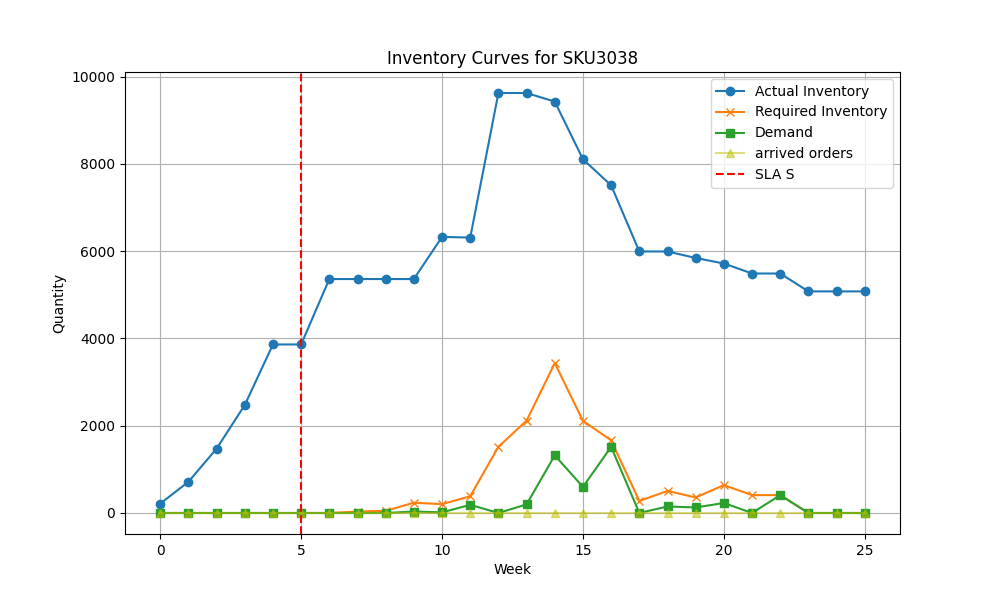 Inventory Curves for SKU3038
10000
8000
6000
4000
2000
0
Quantity
Actual Inventory
Required Inventory
Demand
arrived orders
SLA S
0 5 10 15 20 25
Week